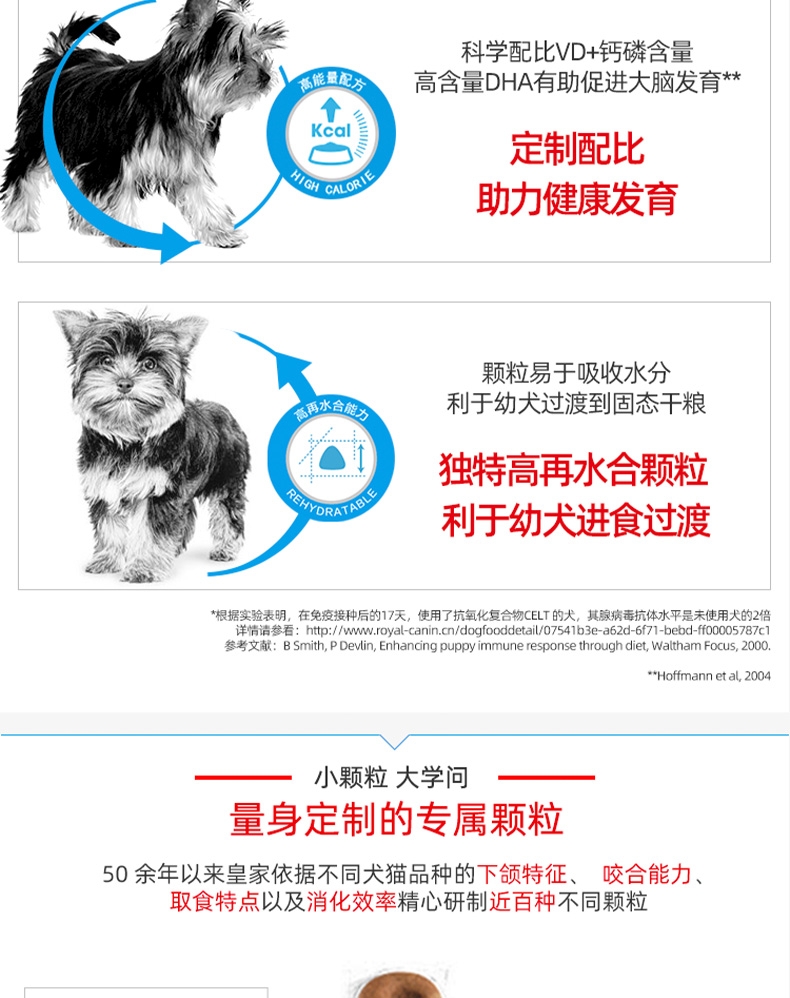 科学配比VD+钙磷含量
高含量DHA有助促进大脑发育**
高能量配方
Kcal
HIGH CALORIE
定制配比
助力健康发育
颗粒易于吸收水分
利于幼犬过渡到固态干粮
高再水合能力
REHYDRATABLE
独特高再水合颗粒
利于幼犬进食过渡
*根据实验表明，在免疫接种后的17天，使用了抗氧化复合物CELT 的犬，其腺病毒抗体水平是未使用犬的2倍
详情请参看：http://www.royal-canin.cn/dogfooddetail/07541b3e-a62d-6f71-bebd-ff00005787c1
参考文献：B Smith, P Devlin, Enhancing puppy immune response through diet, Waltham Focus, 2000.
**Hoffmann et al, 2004
小颗粒 大学问
量身定制的专属颗粒
50 余年以来皇家依据不同犬猫品种的下颌特征、 咬合能力、
取食特点以及消化效率精心研制近百种不同颗粒